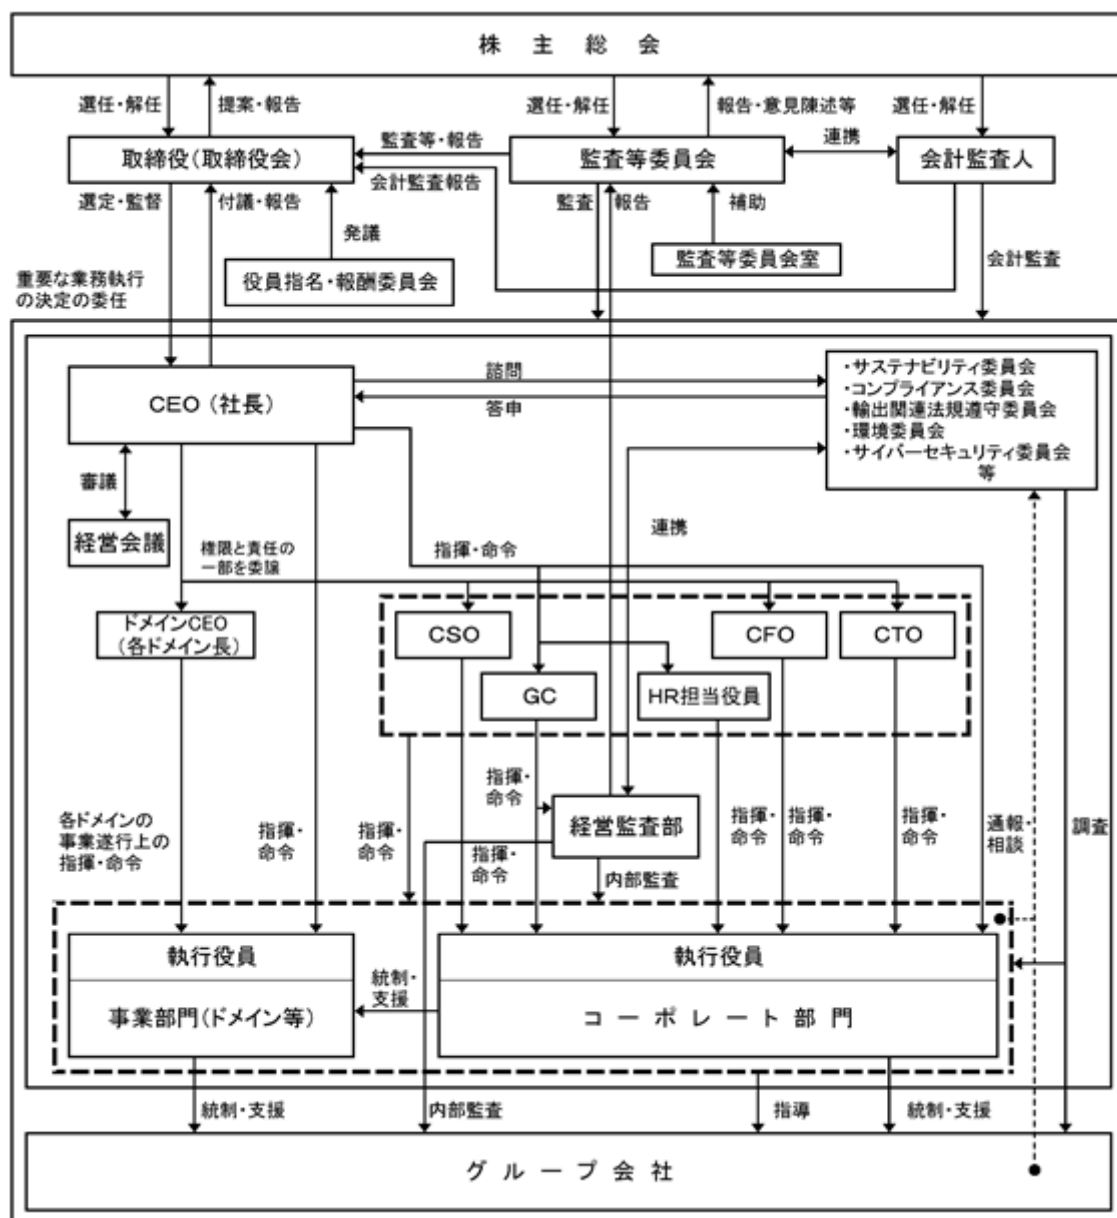 株主総会
選任・解任
提案・報告
選任・解任
報告・意見陳述等
選任・解任
取締役(取締役会)
監査等・報告
会計監査報告
監査等委員会
連携
会計監査人
選定・監督
付議・報告
発議
監査
報告
補助
会計監査
役員指名・報酬委員会
監査等委員会室
重要な業務執行
の決定の委任
CEO(社長)
諮問
答申
・サステナビリティ委員会
・コンプライアンス委員会
・輸出関連法規遵守委員会
・環境委員会
・サイバーセキュリティ委員会
等
審議
経営会議
権限と責任の
一部を委譲
指揮・命令
連携
ドメインCEO
(各ドメイン長)
CSO
CFO
CTO
GC
HR担当役員
各ドメインの
事業遂行上の
指揮・命令
指揮・
命令
指揮・
命令
指揮・
命令
指揮・
命令
経営監査部
内部監査
指揮・
命令
指揮・
命令
指揮・
命令
通報・
相談
調査
執行役員
事業部門(ドメイン等)
統制・
支援
執行役員
コーポレート部門
統制・支援
内部監査
指導
統制・支援
グループ会社